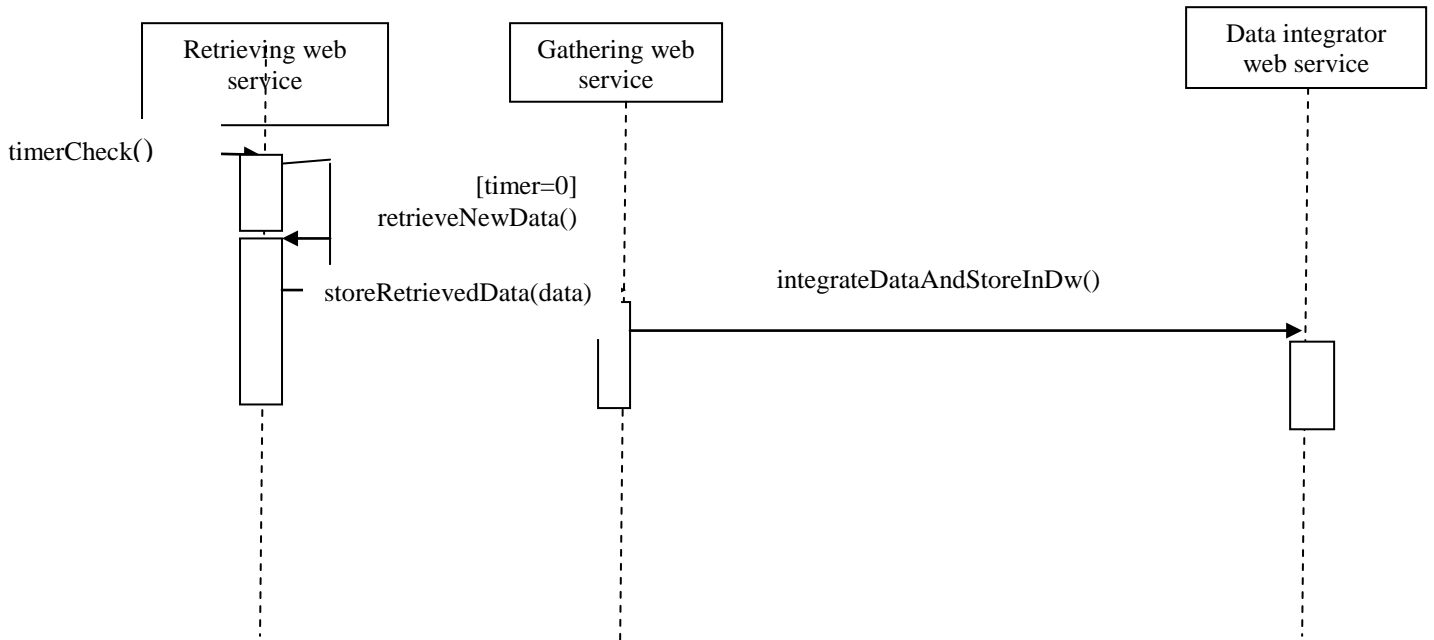 Retrieving web
service
Gathering web
service
Data integrator
web service
timerCheck()
[timer=0]
retrieveNewData()
storeRetrievedData(data)
integrateDataAndStoreInDw()